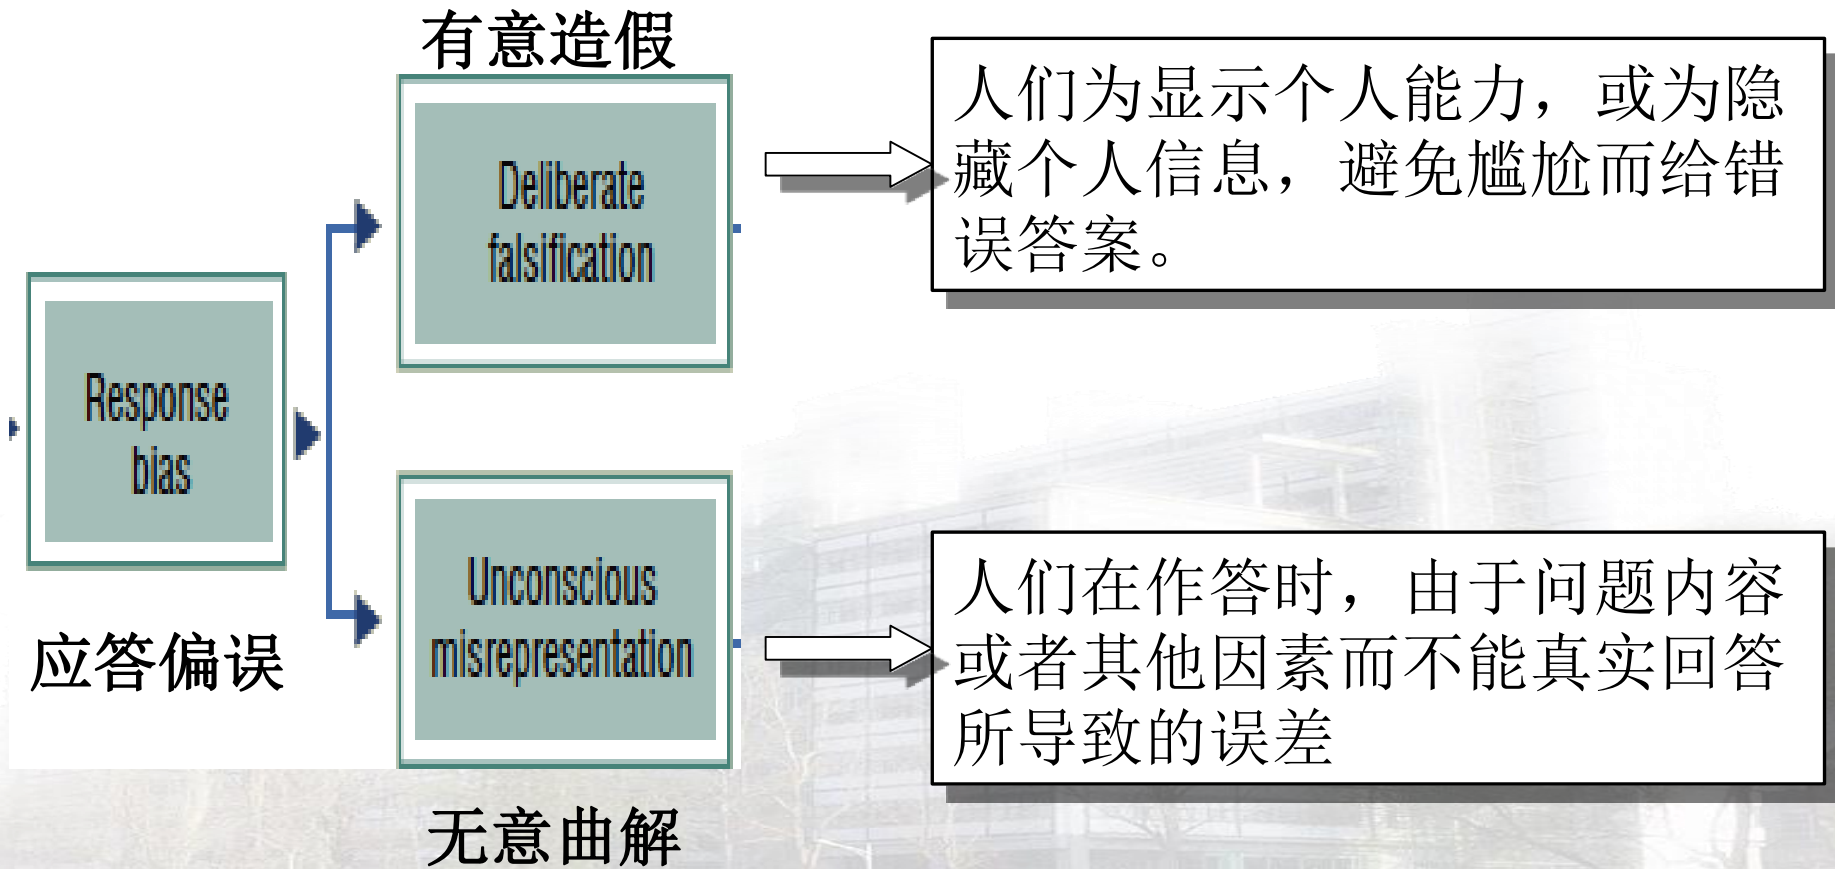 有意造假
Deliberate
falsification
人们为显示个人能力，或为隐
藏个人信息，避免尴尬而给错
误答案。
Response
bias
应答偏误
Unconscious
misrepresentation
无意曲解
人们在作答时，由于问题内容
或者其他因素而不能真实回答
所导致的误差